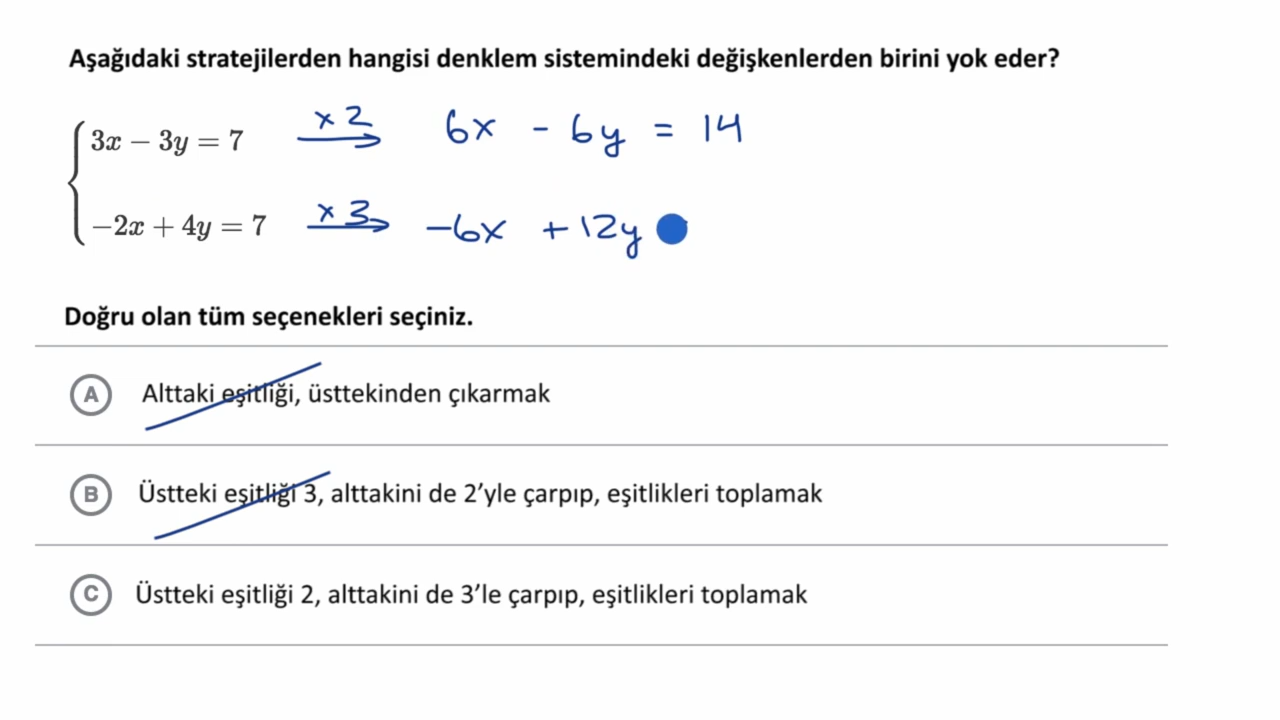 Aşağıdaki stratejilerden hangisi denklem sistemindeki değişkenlerden birini yok eder?
3x − 3y = 7 ×2 6x - 6y = 14
−2x + 4y = 7 ×3 -6x +12y
Doğru olan tüm seçenekleri seçiniz.
A Alttaki eşitliği, üsttekinden çıkarmak
B Üstteki eşitliği 3, alttakini de 2’yle çarpıp, eşitlikleri toplamak
C Üstteki eşitliği 2, alttakini de 3’le çarpıp, eşitlikleri toplamak